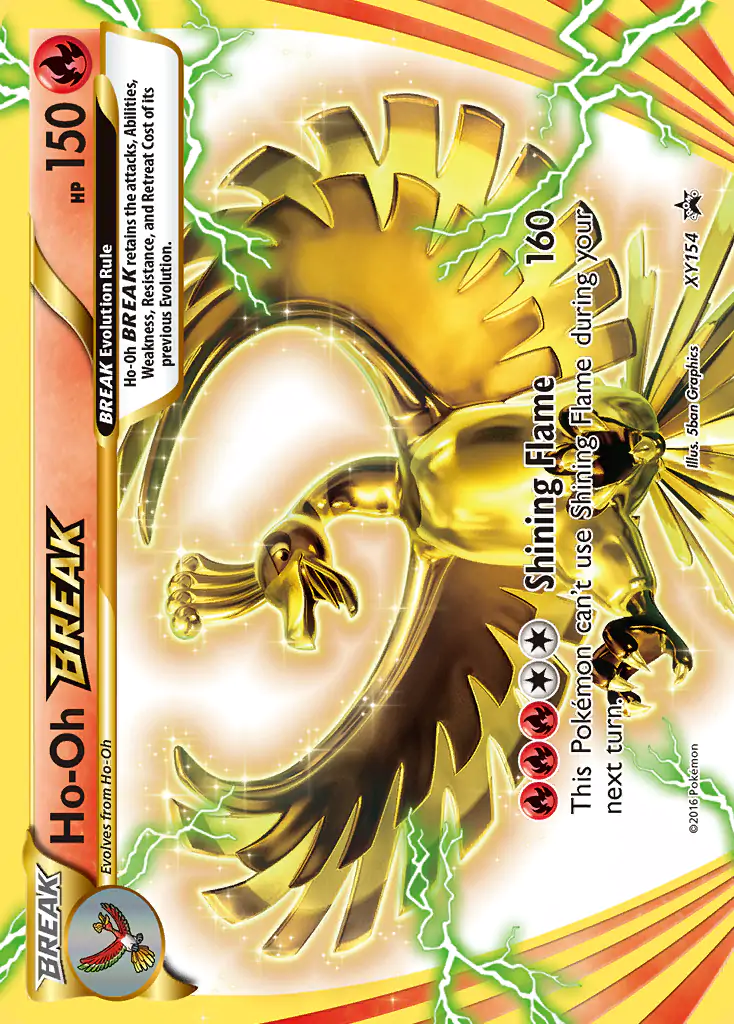 BREAK
Ho-Oh BREAK
HP 150
Evolves from Ho-Oh
BREAK Evolution Rule
Ho-Oh BREAK retains the attacks, Abilities,
Weakness, Resistance, and Retreat Cost of its
previous Evolution.
Shining Flame 160
This Pokémon can't use Shining Flame during your
next turn.
Illus. 5ban Graphics
XY154
©2016 Pokémon